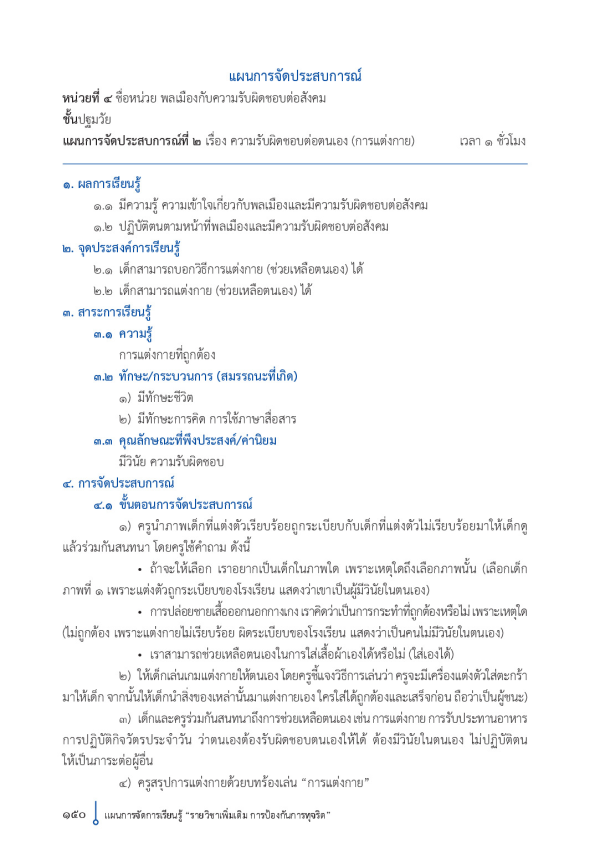 แผนการจัดประสบการณ์
หน่วยที่ ๔ ชื่อหน่วย พลเมืองกับความรับผิดชอบต่อสังคม
ชั้นปฐมวัย
แผนการจัดประสบการณ์ที่ ๒ เรื่อง ความรับผิดชอบต่อตนเอง (การแต่งกาย) เวลา ๑ ชั่วโมง
๑. ผลการเรียนรู้
๑.๑ มีความรู้ ความเข้าใจเกี่ยวกับพลเมืองและมีความรับผิดชอบต่อสังคม
๑.๒ ปฏิบัติตนตามหน้าที่พลเมืองและมีความรับผิดชอบต่อสังคม
๒. จุดประสงค์การเรียนรู้
๒.๑ เด็กสามารถบอกวิธีการแต่งกาย (ช่วยเหลือตนเอง) ได้
๒.๒ เด็กสามารถแต่งกาย (ช่วยเหลือตนเอง) ได้
๓. สาระการเรียนรู้
๓.๑ ความรู้
การแต่งกายที่ถูกต้อง
๓.๒ ทักษะ/กระบวนการ (สมรรถนะที่เกิด)
๑) มีทักษะชีวิต
๒) มีทักษะการคิด การใช้ภาษาสื่อสาร
๓.๓ คุณลักษณะที่พึงประสงค์/ค่านิยม
มีวินัย ความรับผิดชอบ
๔. การจัดประสบการณ์
๔.๑ ขั้นตอนการจัดประสบการณ์
๑) ครูนำภาพเด็กที่แต่งตัวเรียบร้อยถูกระเบียบกับเด็กที่แต่งตัวไม่เรียบร้อยมาให้เด็กดู
แล้วร่วมกันสนทนา โดยครูใช้คำถาม ดังนี้
• ถ้าจะให้เลือก เราอยากเป็นเด็กในภาพใด เพราะเหตุใดถึงเลือกภาพนั้น (เลือกเด็ก
ภาพที่ ๑ เพราะแต่งตัวถูกระเบียบของโรงเรียน แสดงว่าเขาเป็นผู้มีวินัยในตนเอง)
• การปล่อยชายเสื้อออกนอกกางเกง เราคิดว่าเป็นการกระทำที่ถูกต้องหรือไม่ เพราะเหตุใด
(ไม่ถูกต้อง เพราะแต่งกายไม่เรียบร้อย ผิดระเบียบของโรงเรียน แสดงว่าเป็นคนไม่มีวินัยในตนเอง)
• เราสามารถช่วยเหลือตนเองในการใส่เสื้อผ้าเองได้หรือไม่ (ใส่เองได้)
๒) ให้เด็กเล่นเกมแต่งกายให้ตนเอง โดยครูชี้แจงวิธีการเล่นว่า ครูจะมีเครื่องแต่งตัวใส่ตะกร้า
มาให้เด็ก จากนั้นให้เด็กนำสิ่งของเหล่านั้นมาแต่งกายเอง ใครใส่ได้ถูกต้องและเสร็จก่อน ถือว่าเป็นผู้ชนะ)
๓) เด็กและครูร่วมกันสนทนาถึงการช่วยเหลือตนเอง เช่น การแต่งกาย การรับประทานอาหาร
การปฏิบัติกิจวัตรประจำวัน ว่าตนเองต้องรับผิดชอบตนเองให้ได้ ต้องมีวินัยในตนเอง ไม่ปฏิบัติตน
ให้เป็นภาระต่อผู้อื่น
๔) ครูสรุปการแต่งกายด้วยบทร้องเล่น “การแต่งกาย”
๑๕๐ แผนการจัดการเรียนรู้ “รายวิชาเพิ่มเติม การป้องกันการทุจริต”